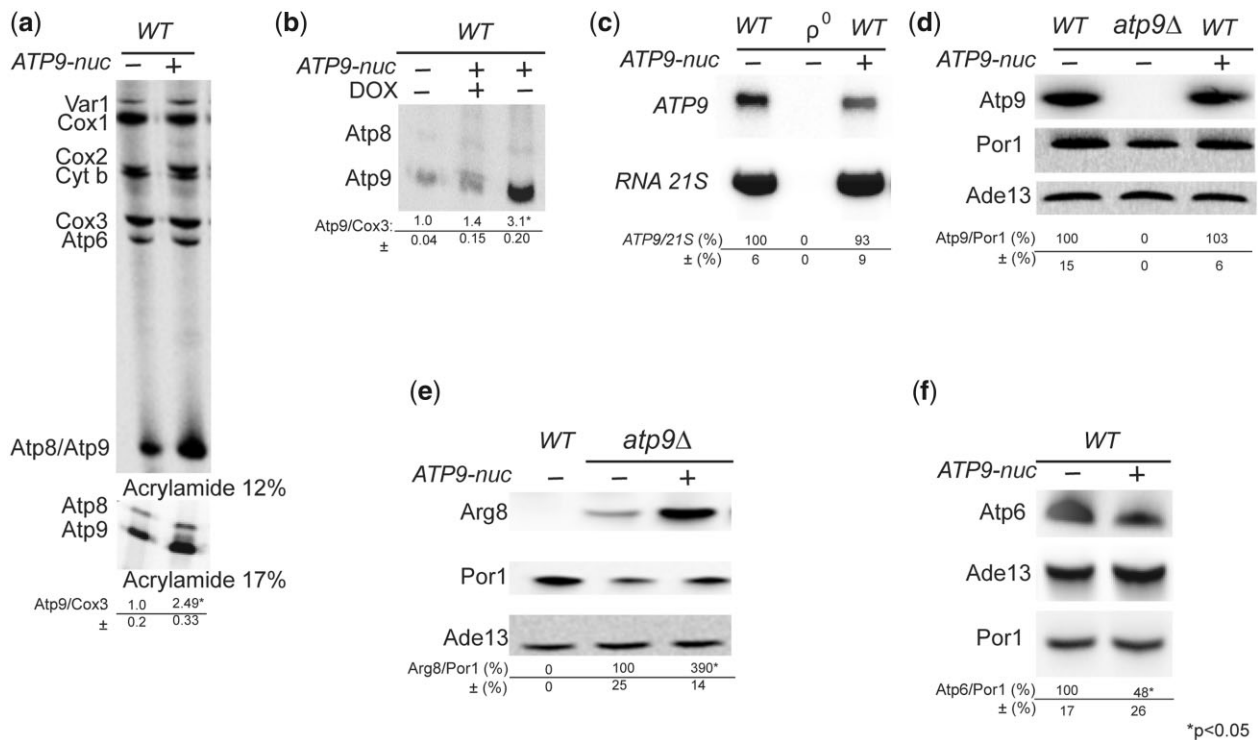 (a)
WT
ATP9-nuc − +
Var1
Cox1
Cox2
Cyt b
Cox3
Atp6
Atp8/Atp9
Acrylamide 12%
Atp8
Atp9
Acrylamide 17%
Atp9/Cox3 1.0 2.49*
± 0.2 0.33
(b)
WT
ATP9-nuc − + +
DOX − + −
Atp8
Atp9
Atp9/Cox3: 1.0 1.4 3.1*
± 0.04 0.15 0.20
(c)
WT ρ⁰ WT
ATP9-nuc − − +
ATP9
RNA 21S
ATP9/21S (%) 100 0 93
± (%) 6 0 9
(d)
WT atp9Δ WT
ATP9-nuc − − +
Atp9
Por1
Ade13
Atp9/Por1 (%) 100 0 103
± (%) 15 0 6
(e)
WT atp9Δ
ATP9-nuc − − +
Arg8
Por1
Ade13
Arg8/Por1 (%) 0 100 390*
± (%) 0 25 14
(f)
WT
ATP9-nuc − +
Atp6
Ade13
Por1
Atp6/Por1 (%) 100 48*
± (%) 17 26
*p<0.05